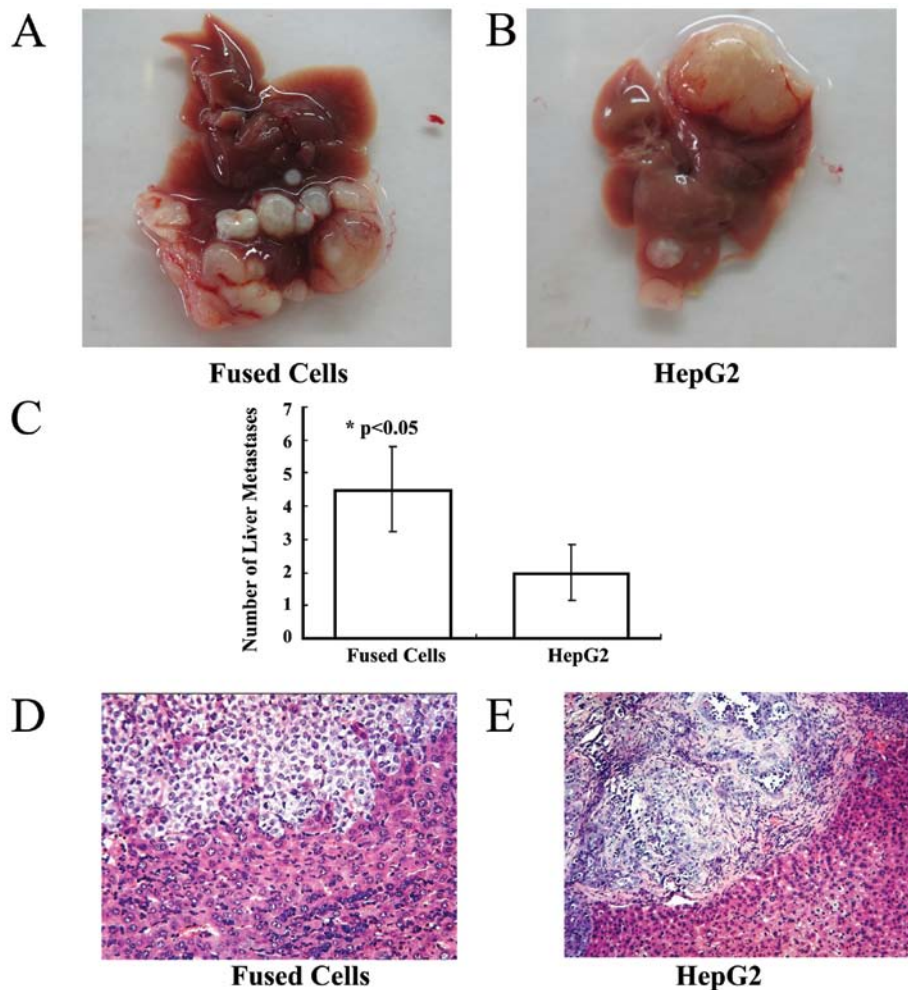 A
B
Fused Cells
HepG2
C
Number of Liver Metastases
7
6
5
4
3
2
1
0
* p<0.05
Fused Cells
HepG2
D
E
Fused Cells
HepG2